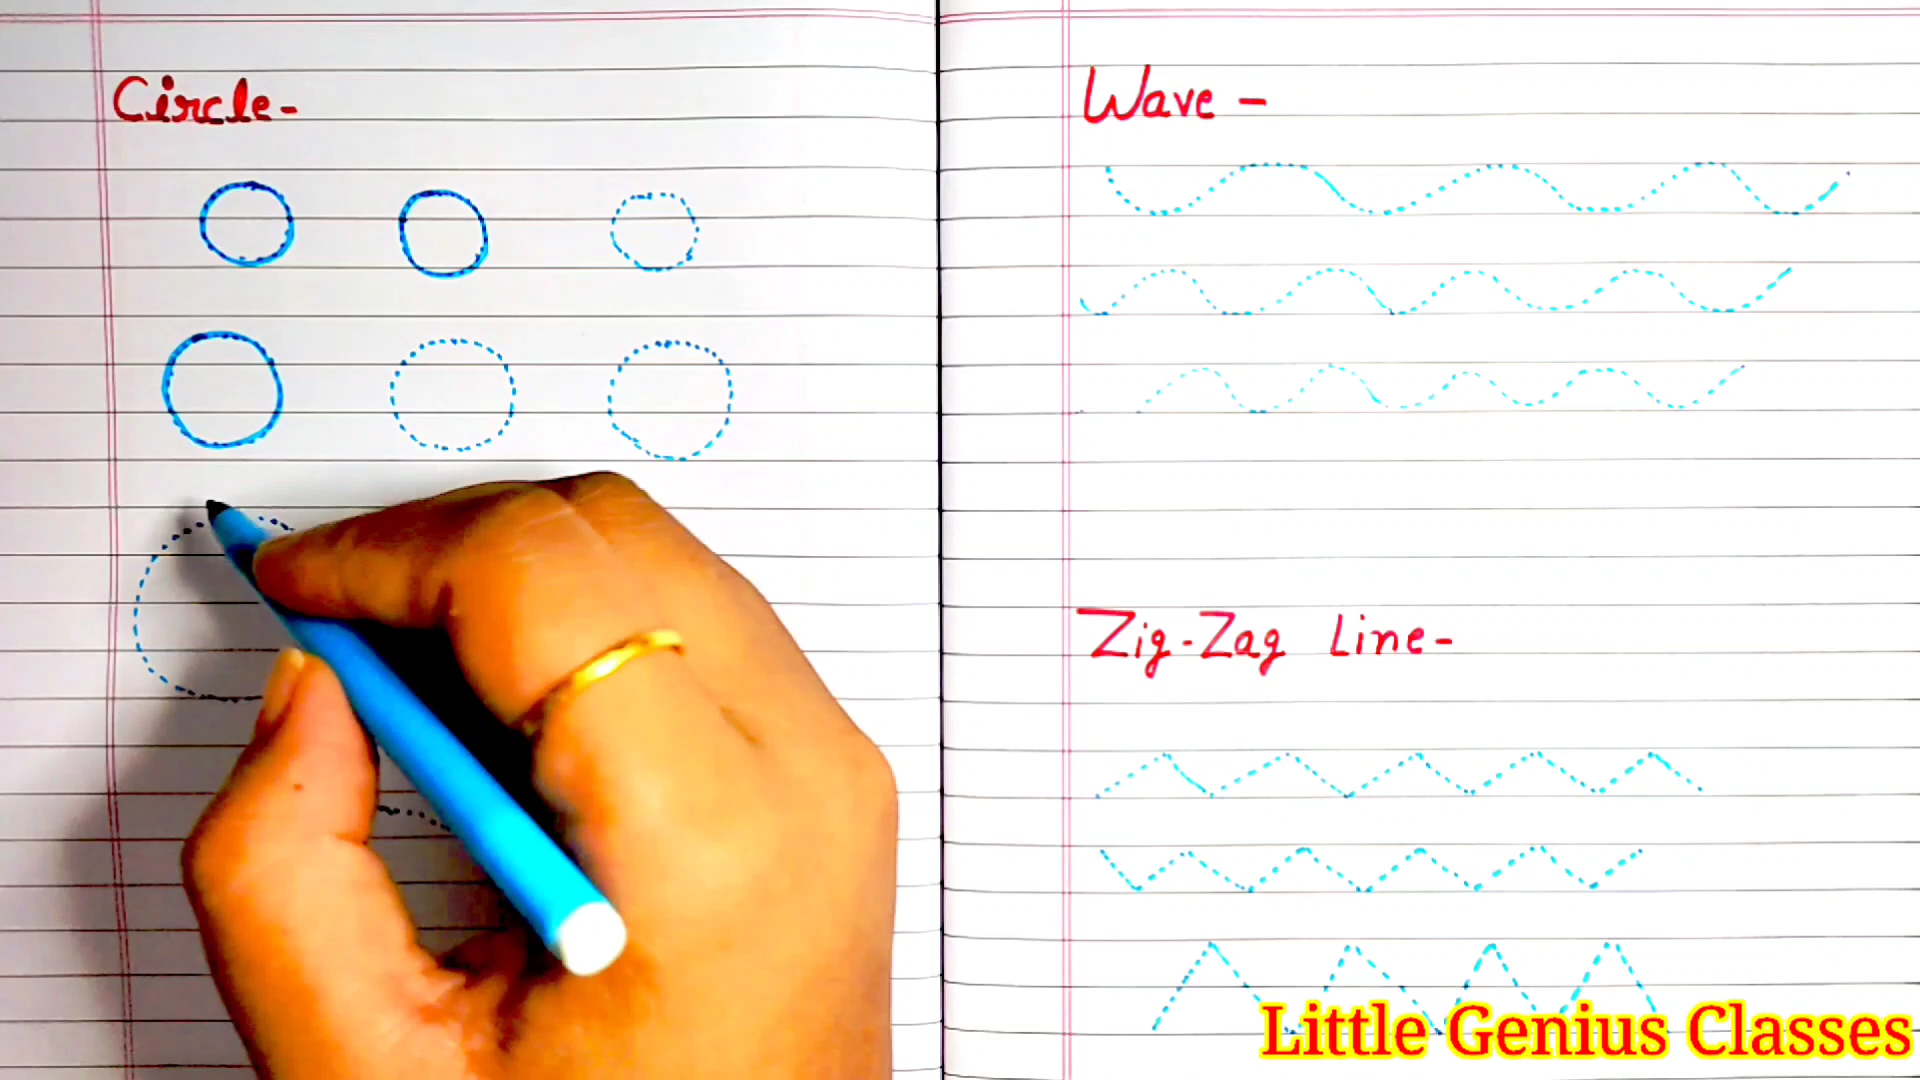 Circle-
Wave -
Zig-Zag Line-
Little Genius Classes